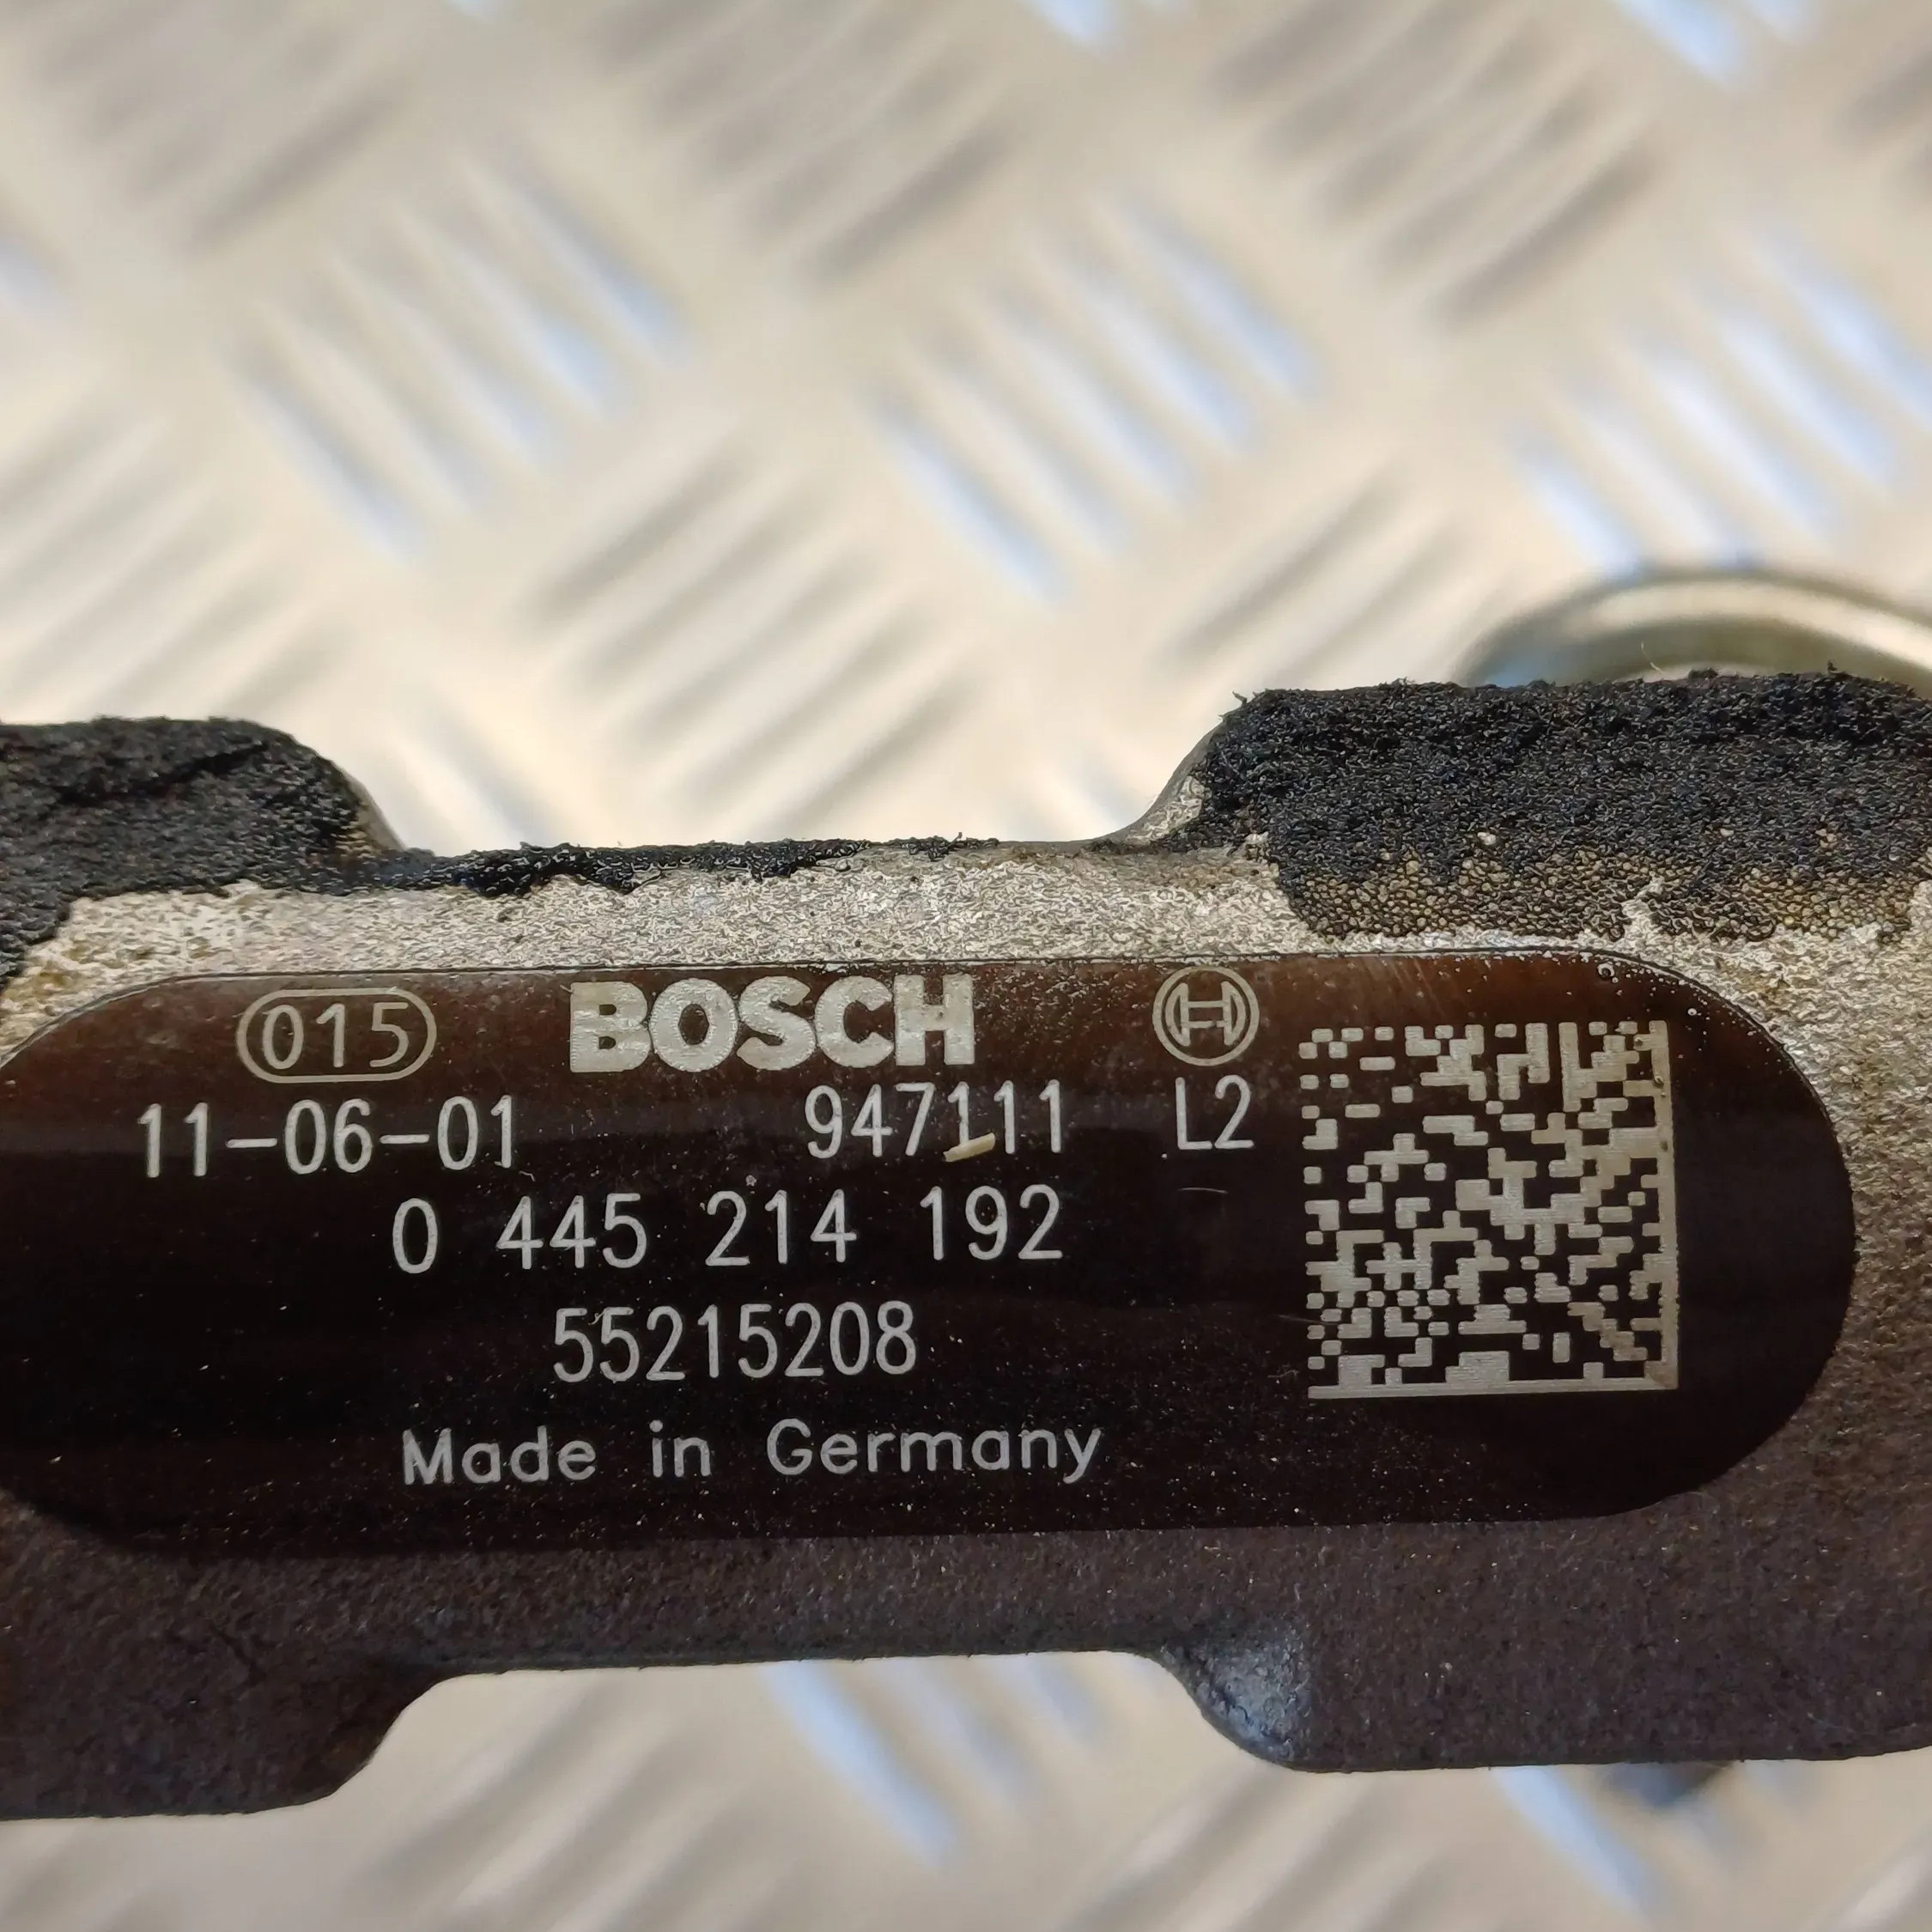 015 BOSCH
11-06-01 947111 L2
0 445 214 192
55215208
Made in Germany